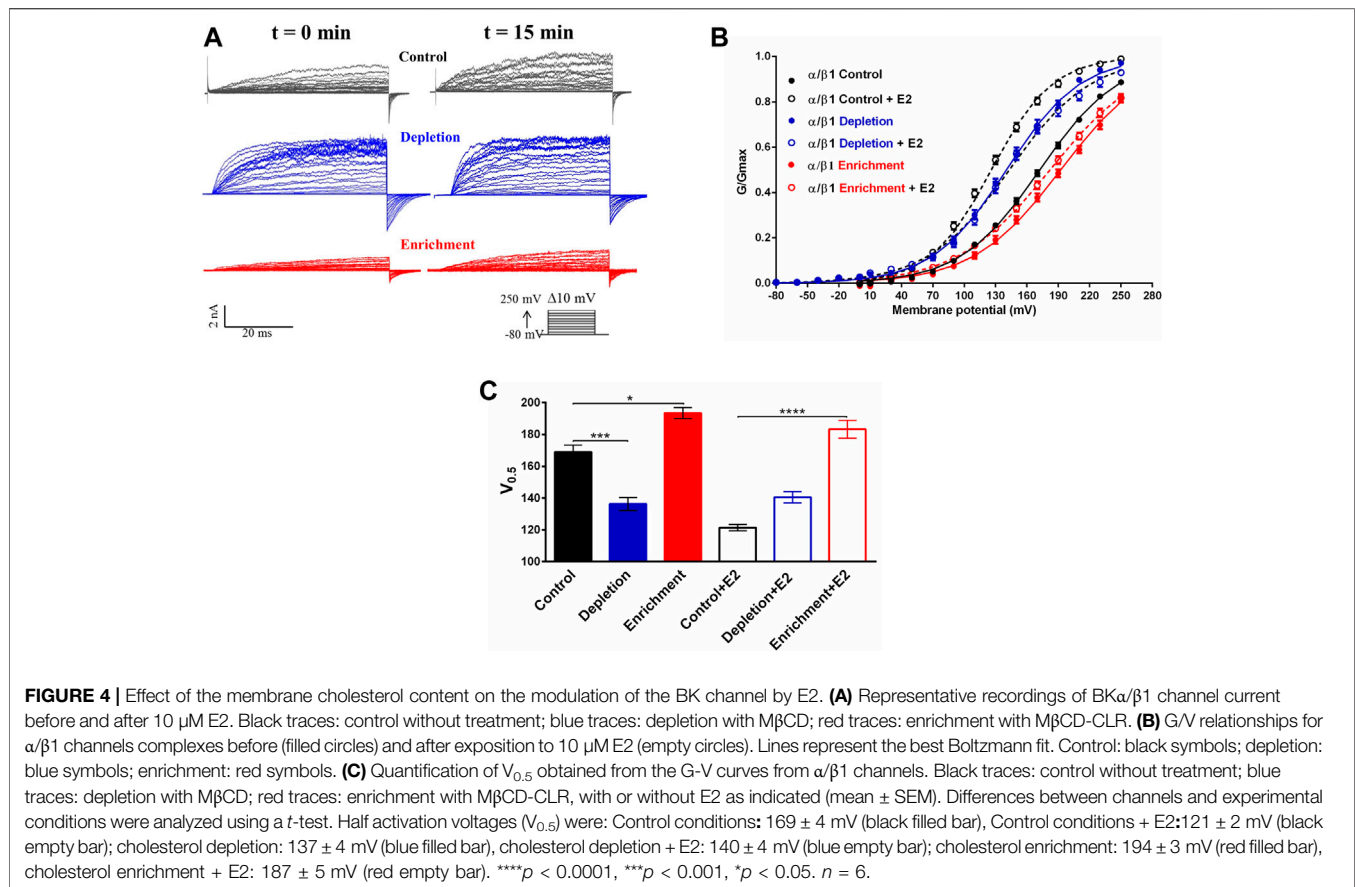 A
t = 0 min
t = 15 min
Control
Depletion
Enrichment
2 nA
20 ms
250 mV Δ10 mV
-80 mV
B
α/β1 Control
α/β1 Control + E2
α/β1 Depletion
α/β1 Depletion + E2
α/β1 Enrichment
α/β1 Enrichment + E2
G/Gmax
1.0
0.8
0.6
0.4
0.2
0.0
-80 -50 -20 10 40 70 100 130 160 190 220 250 280
Membrane potential (mV)
C
V0.5
200
180
160
140
120
100
*
***
****
Control
Depletion
Enrichment
Control+E2
Depletion+E2
Enrichment+E2
FIGURE 4 | Effect of the membrane cholesterol content on the modulation of the BK channel by E2. (A) Representative recordings of BKα/β1 channel current
before and after 10 μM E2. Black traces: control without treatment; blue traces: depletion with MβCD; red traces: enrichment with MβCD-CLR. (B) G/V relationships for
α/β1 channels complexes before (filled circles) and after exposition to 10 μM E2 (empty circles). Lines represent the best Boltzmann fit. Control: black symbols; depletion:
blue symbols; enrichment: red symbols. (C) Quantification of V0.5 obtained from the G-V curves from α/β1 channels. Black traces: control without treatment; blue
traces: depletion with MβCD; red traces: enrichment with MβCD-CLR, with or without E2 as indicated (mean ± SEM). Differences between channels and experimental
conditions were analyzed using a t-test. Half activation voltages (V0.5) were: Control conditions: 169 ± 4 mV (black filled bar), Control conditions + E2:121 ± 2 mV (black
empty bar); cholesterol depletion: 137 ± 4 mV (blue filled bar), cholesterol depletion + E2: 140 ± 4 mV (blue empty bar); cholesterol enrichment: 194 ± 3 mV (red filled bar),
cholesterol enrichment + E2: 187 ± 5 mV (red empty bar). ****p < 0.0001, ***p < 0.001, *p < 0.05. n = 6.